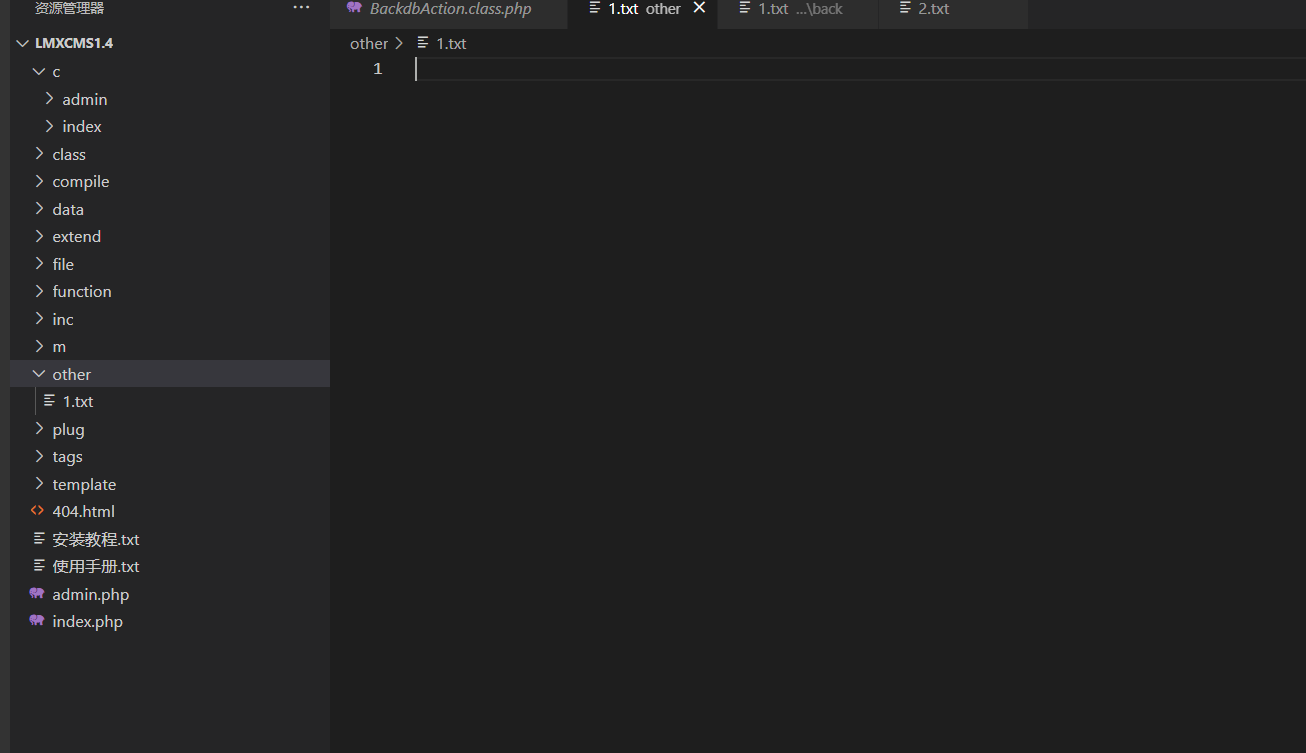 资源管理器 ...
LMXCMS1.4
c
admin
index
class
compile
data
extend
file
function
inc
m
other
1.txt
plug
tags
template
404.html
安装教程.txt
使用手册.txt
admin.php
index.php
BackdbAction.class.php 1.txt other 1.txt ...\back 2.txt
other > 1.txt
1